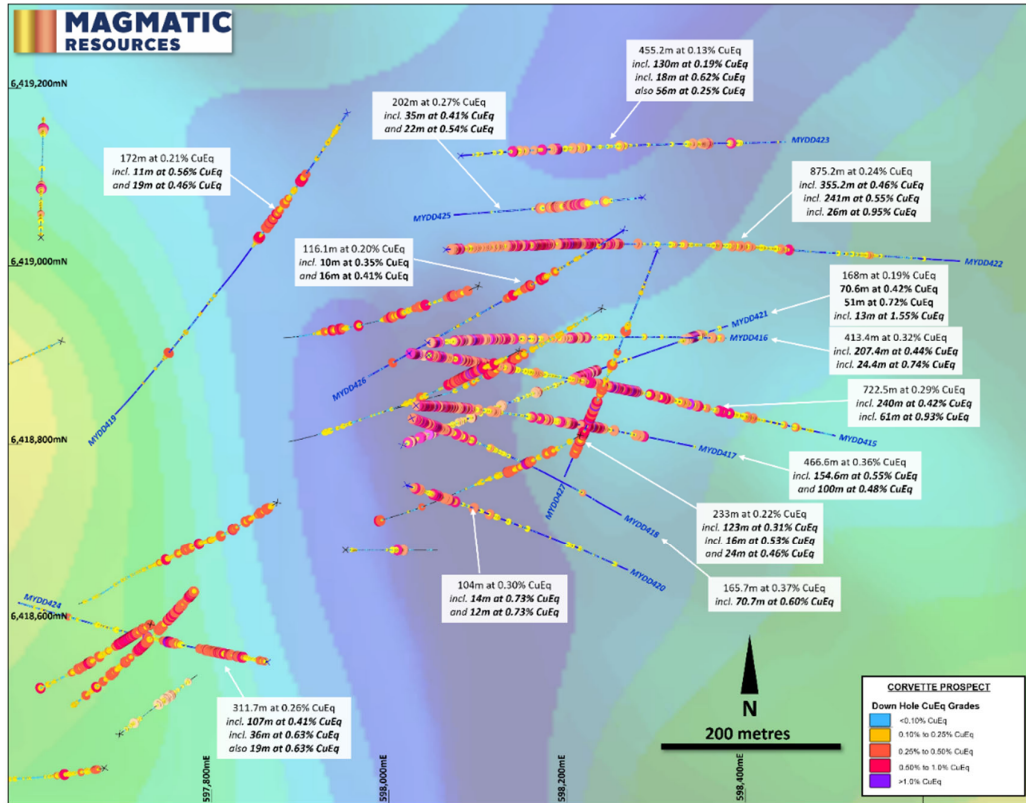 MAGMATIC
RESOURCES
6,419,200mN
455.2m at 0.13% CuEq
incl. 130m at 0.19% CuEq
incl. 18m at 0.62% CuEq
also 56m at 0.25% CuEq
202m at 0.27% CuEq
incl. 35m at 0.41% CuEq
and 22m at 0.54% CuEq
MYDD423
172m at 0.21% CuEq
incl. 11m at 0.56% CuEq
and 19m at 0.46% CuEq
875.2m at 0.24% CuEq
incl. 355.2m at 0.46% CuEq
incl. 241m at 0.55% CuEq
incl. 26m at 0.95% CuEq
MYDD425
116.1m at 0.20% CuEq
incl. 10m at 0.35% CuEq
and 16m at 0.41% CuEq
6,419,000mN
MYDD422
168m at 0.19% CuEq
70.6m at 0.42% CuEq
51m at 0.72% CuEq
incl. 13m at 1.55% CuEq
MYDD421
MYDD416
413.4m at 0.32% CuEq
incl. 207.4m at 0.44% CuEq
incl. 24.4m at 0.74% CuEq
MYDD426
722.5m at 0.29% CuEq
incl. 240m at 0.42% CuEq
incl. 61m at 0.93% CuEq
MYDD419
6,418,800mN
MYDD415
MYDD417
466.6m at 0.36% CuEq
incl. 154.6m at 0.55% CuEq
and 100m at 0.48% CuEq
MYDD427
233m at 0.22% CuEq
incl. 123m at 0.31% CuEq
incl. 16m at 0.53% CuEq
and 24m at 0.46% CuEq
MYDD418
MYDD420
104m at 0.30% CuEq
incl. 14m at 0.73% CuEq
and 12m at 0.73% CuEq
165.7m at 0.37% CuEq
incl. 70.7m at 0.60% CuEq
MYDD424
6,418,600mN
311.7m at 0.26% CuEq
incl. 107m at 0.41% CuEq
incl. 36m at 0.63% CuEq
also 19m at 0.63% CuEq
N
200 metres
597,800mE
598,000mE
598,200mE
598,400mE
CORVETTE PROSPECT
Down Hole CuEq Grades
<0.10% CuEq
0.10% to 0.25% CuEq
0.25% to 0.50% CuEq
0.50% to 1.0% CuEq
>1.0% CuEq